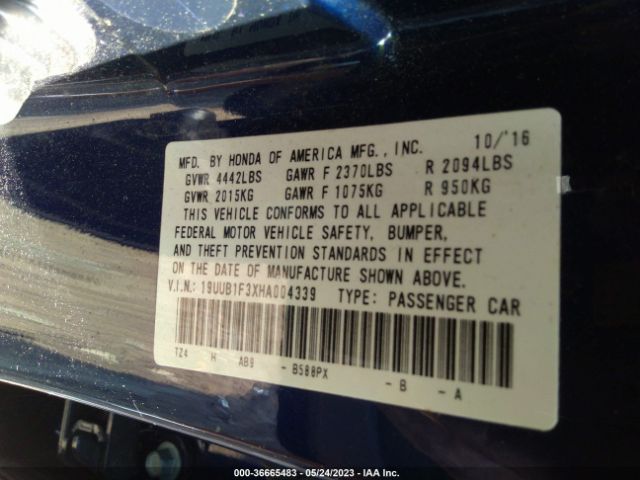 MFD. BY HONDA OF AMERICA MFG., INC. 10/'16
GVWR 4442LBS GAWR F 2370LBS R 2094LBS
GVWR 2015KG GAWR F 1075KG R 950KG
THIS VEHICLE CONFORMS TO ALL APPLICABLE
FEDERAL MOTOR VEHICLE SAFETY, BUMPER,
AND THEFT PREVENTION STANDARDS IN EFFECT
ON THE DATE OF MANUFACTURE SHOWN ABOVE.
V.I.N.: 19UUB1F3XHA004339 TYPE: PASSENGER CAR
TZ4 H AB9 - B588PX - B - A
000-36665483 - 05/24/2023 - IAA Inc.